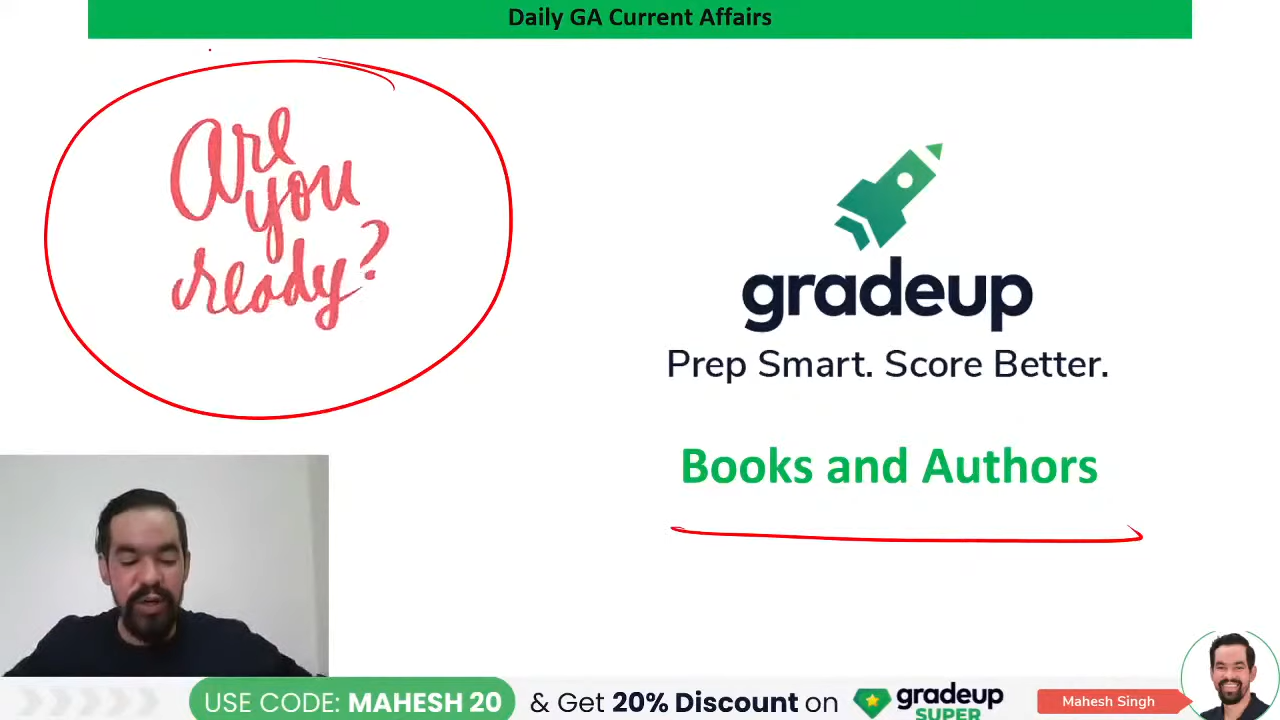 Daily GA Current Affairs
Are
you
ready?
gradeup
Prep Smart. Score Better.
Books and Authors
USE CODE: MAHESH 20 & Get 20% Discount on gradeup SUPER
Mahesh Singh